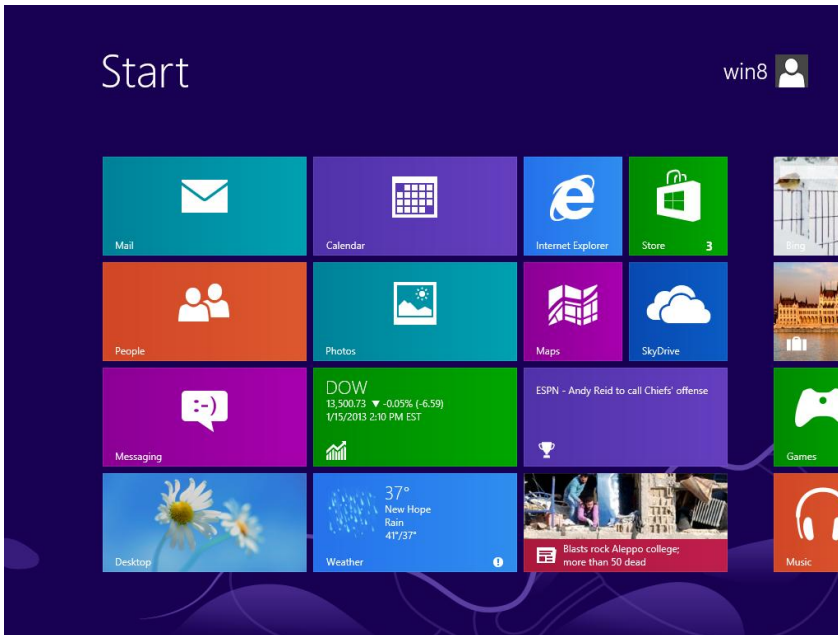 Start
win8
Mail
Calendar
Internet Explorer
Store 3
Bing
People
Photos
Maps
SkyDrive
Messaging
DOW
13,500.73 ▼ -0.05% (-6.59)
1/15/2013 2:10 PM EST
ESPN - Andy Reid to call Chiefs' offense
Games
Desktop
37°
New Hope
Rain
41°/37°
Weather
Blasts rock Aleppo college;
more than 50 dead
Music